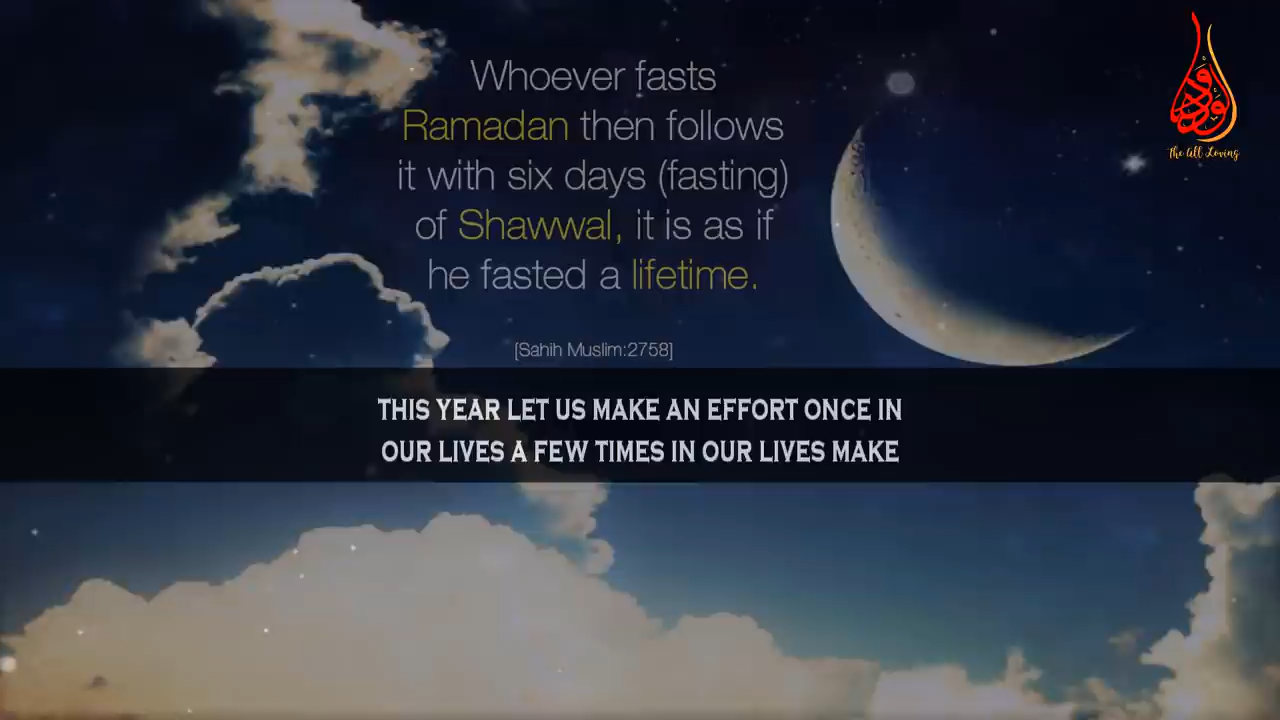 Whoever fasts
Ramadan then follows
it with six days (fasting)
of Shawwal, it is as if
he fasted a lifetime.
[Sahih Muslim:2758]
THIS YEAR LET US MAKE AN EFFORT ONCE IN
OUR LIVES A FEW TIMES IN OUR LIVES MAKE
الودود
The All Loving